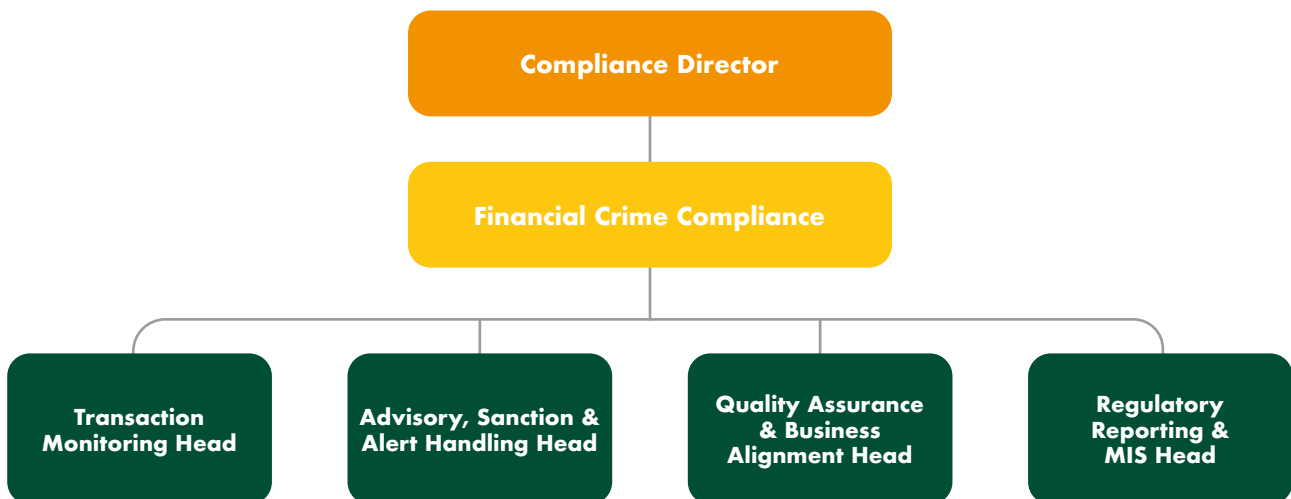 Compliance Director
Financial Crime Compliance
Transaction
Monitoring Head
Advisory, Sanction &
Alert Handling Head
Quality Assurance
& Business
Alignment Head
Regulatory
Reporting &
MIS Head